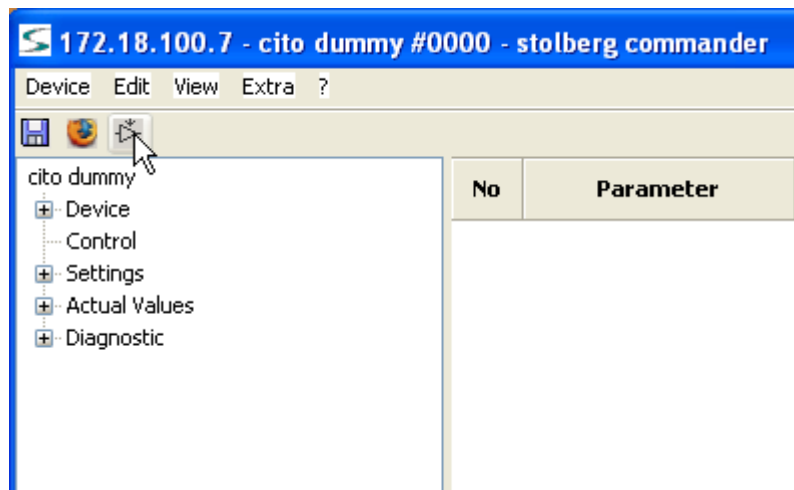 172.18.100.7 - cito dummy #0000 - stolberg commander
Device Edit View Extra ?
cito dummy
Device
Control
Settings
Actual Values
Diagnostic
No Parameter